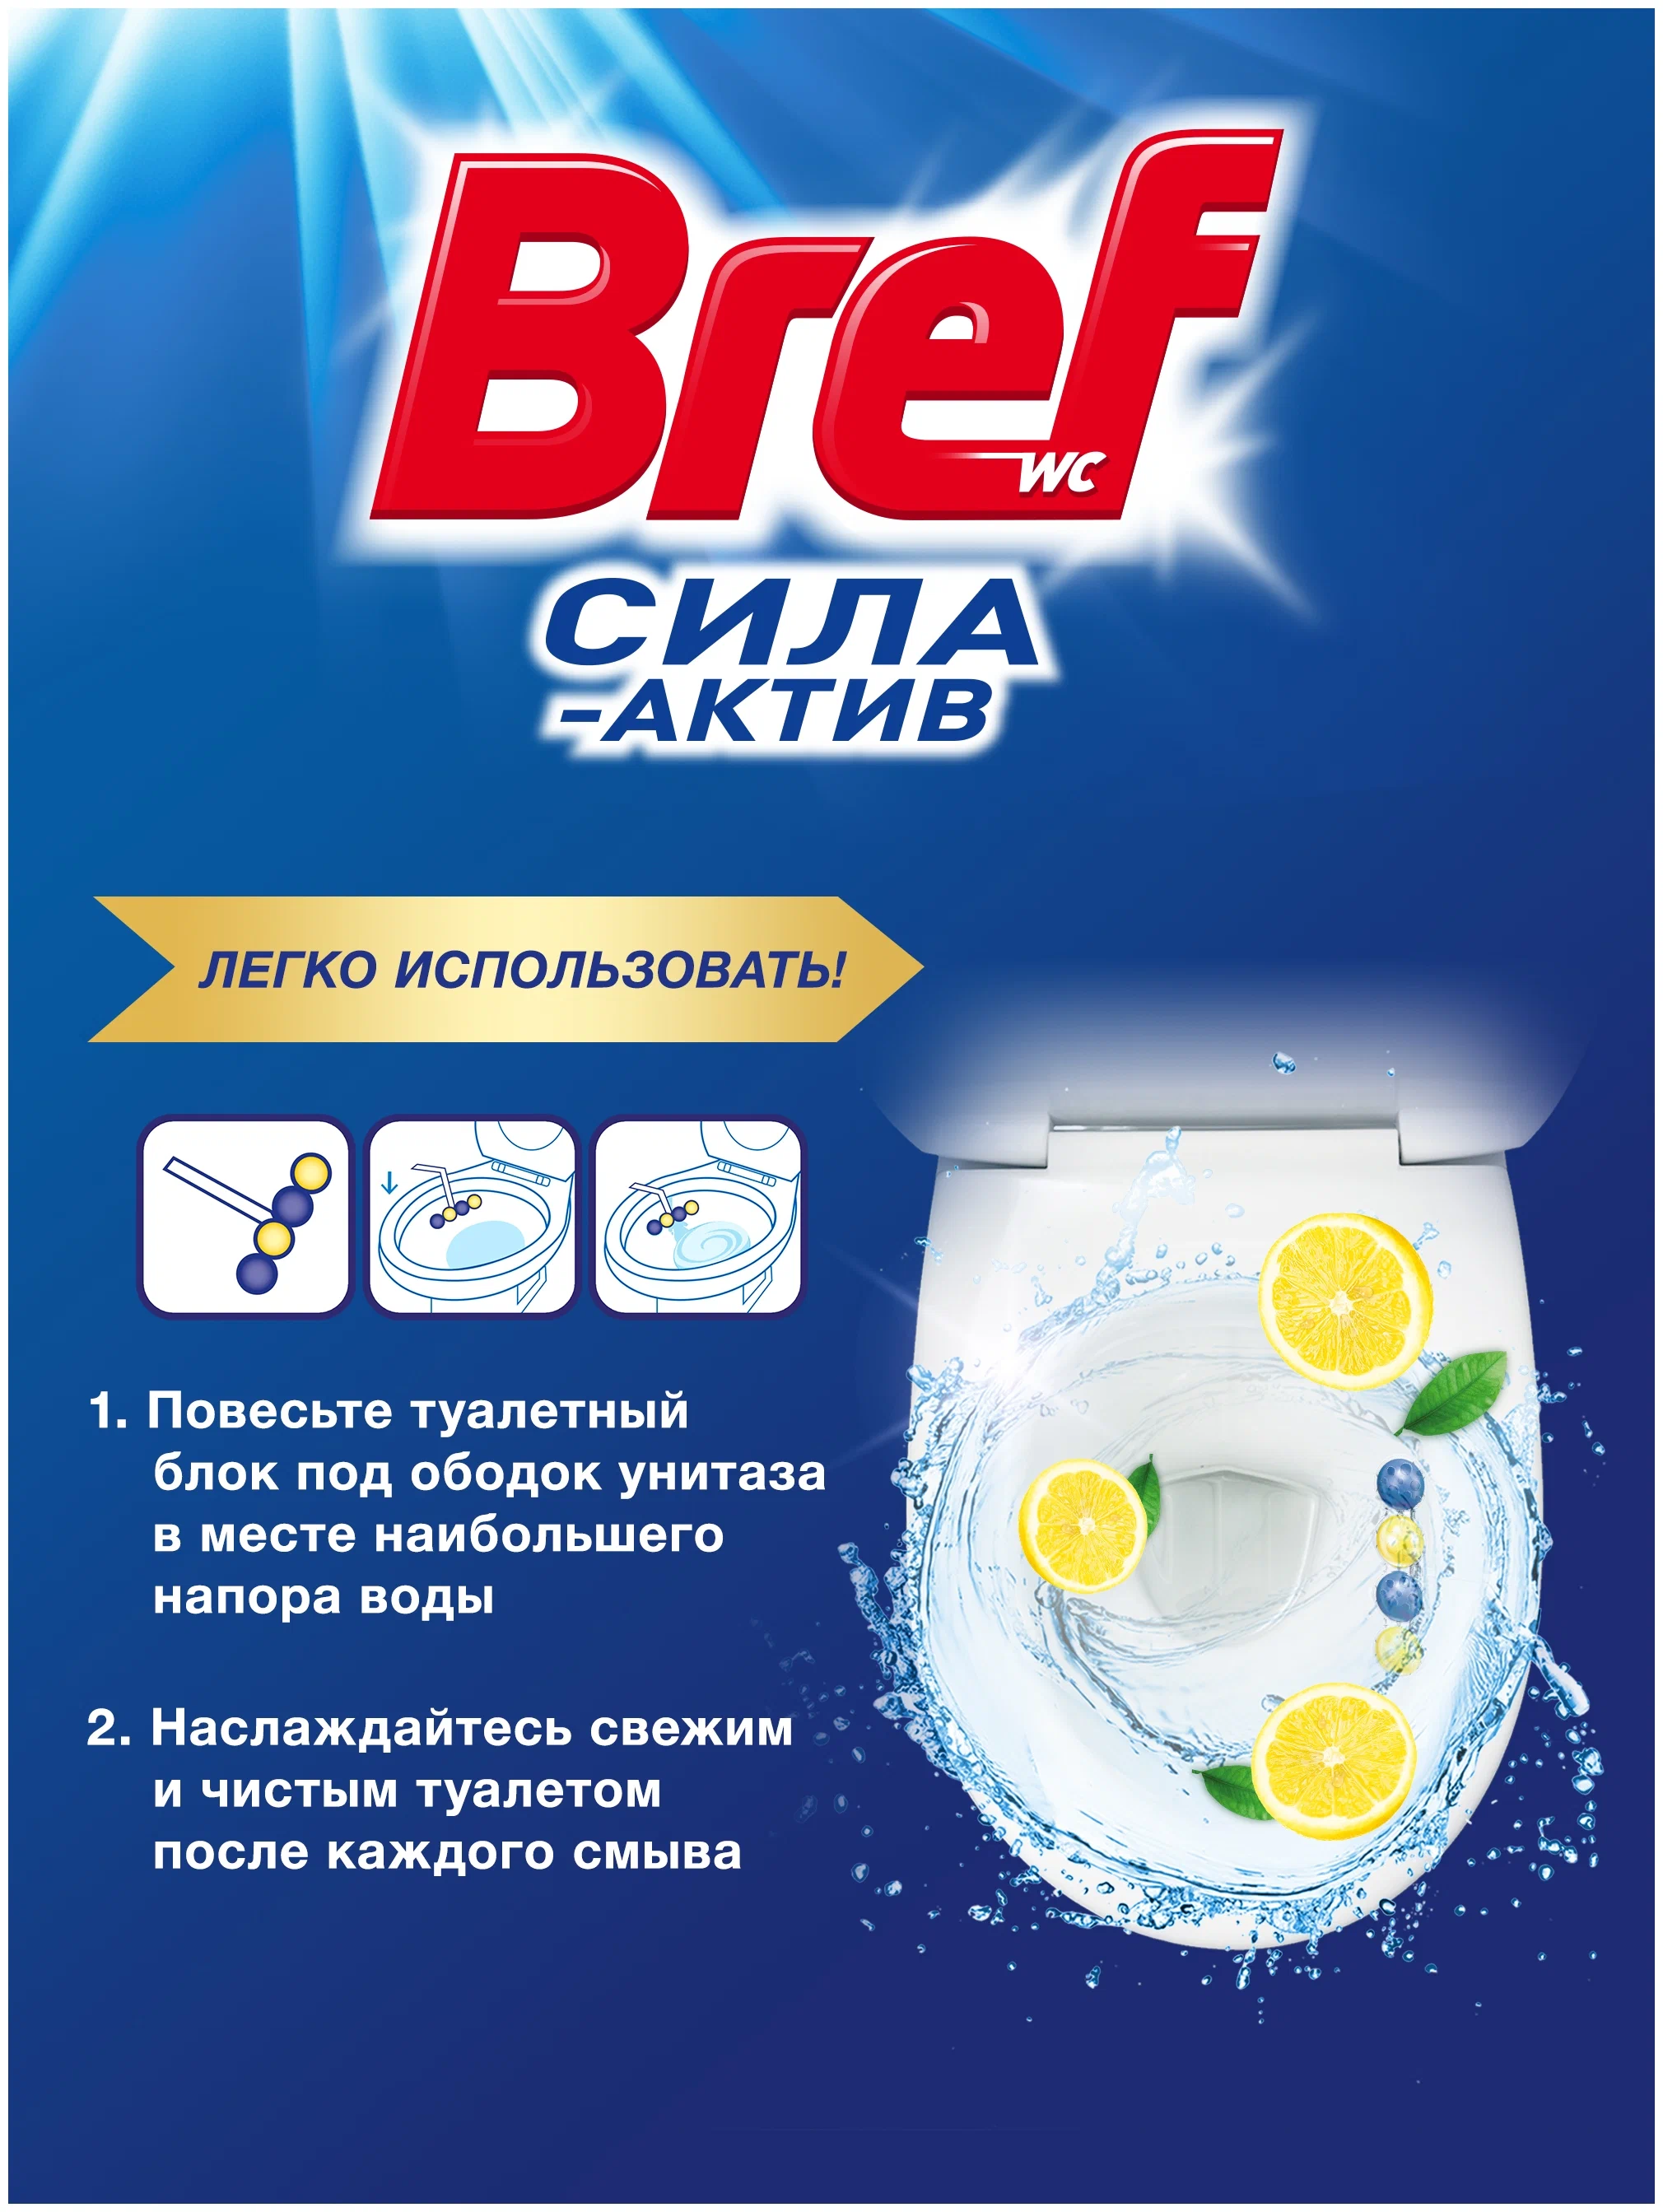 Bref
WC
СИЛА
-АКТИВ
ЛЕГКО ИСПОЛЬЗОВАТЬ!
1. Повесьте туалетный
блок под ободок унитаза
в месте наибольшего
напора воды
2. Наслаждайтесь свежим
и чистым туалетом
после каждого смыва